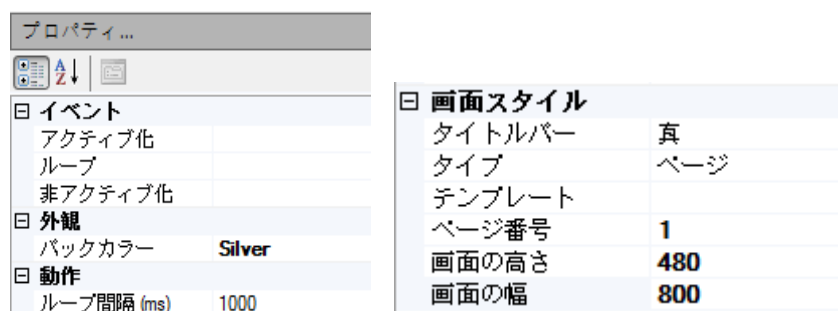 プロパティ...
イベント
アクティブ化
ループ
非アクティブ化
外観
バックカラー Silver
動作
ループ間隔 (ms) 1000
画面スタイル
タイトルバー 真
タイプ ページ
テンプレート
ページ番号 1
画面の高さ 480
画面の幅 800